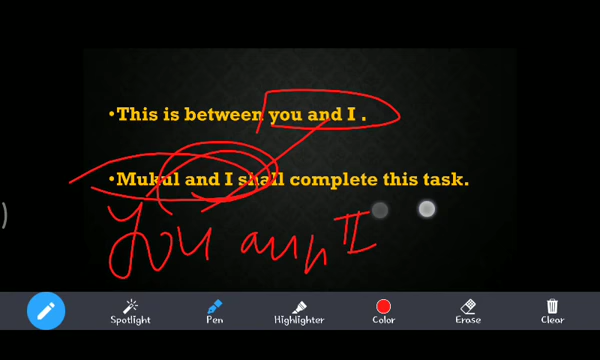 •This is between you and I .
•Mukul and I shall complete this task.
You and I
Spotlight
Pen
Highlighter
Color
Erase
Clear